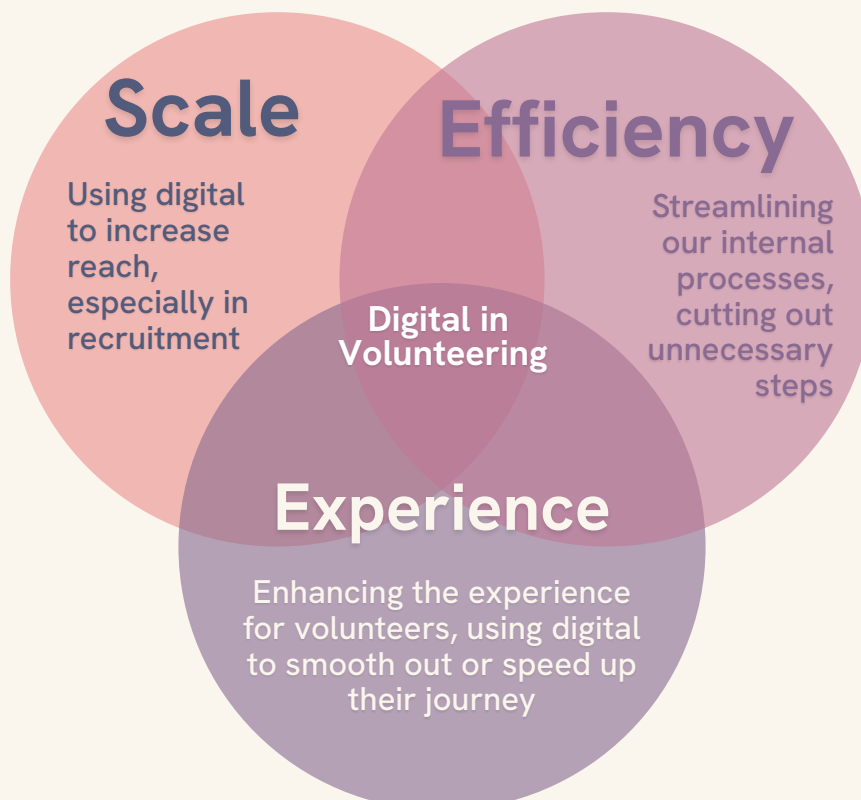 Scale
Using digital
to increase
reach,
especially in
recruitment
Efficiency
Streamlining
our internal
processes,
cutting out
unnecessary
steps
Digital in
Volunteering
Experience
Enhancing the experience
for volunteers, using digital
to smooth out or speed up
their journey